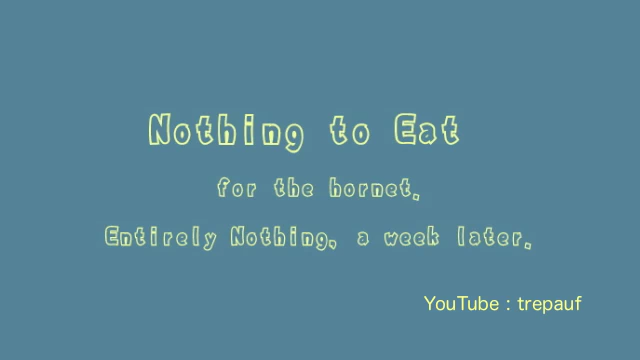 Nothing to Eat
for the hornet.
Entirely Nothing, a week later.
YouTube : trepauf